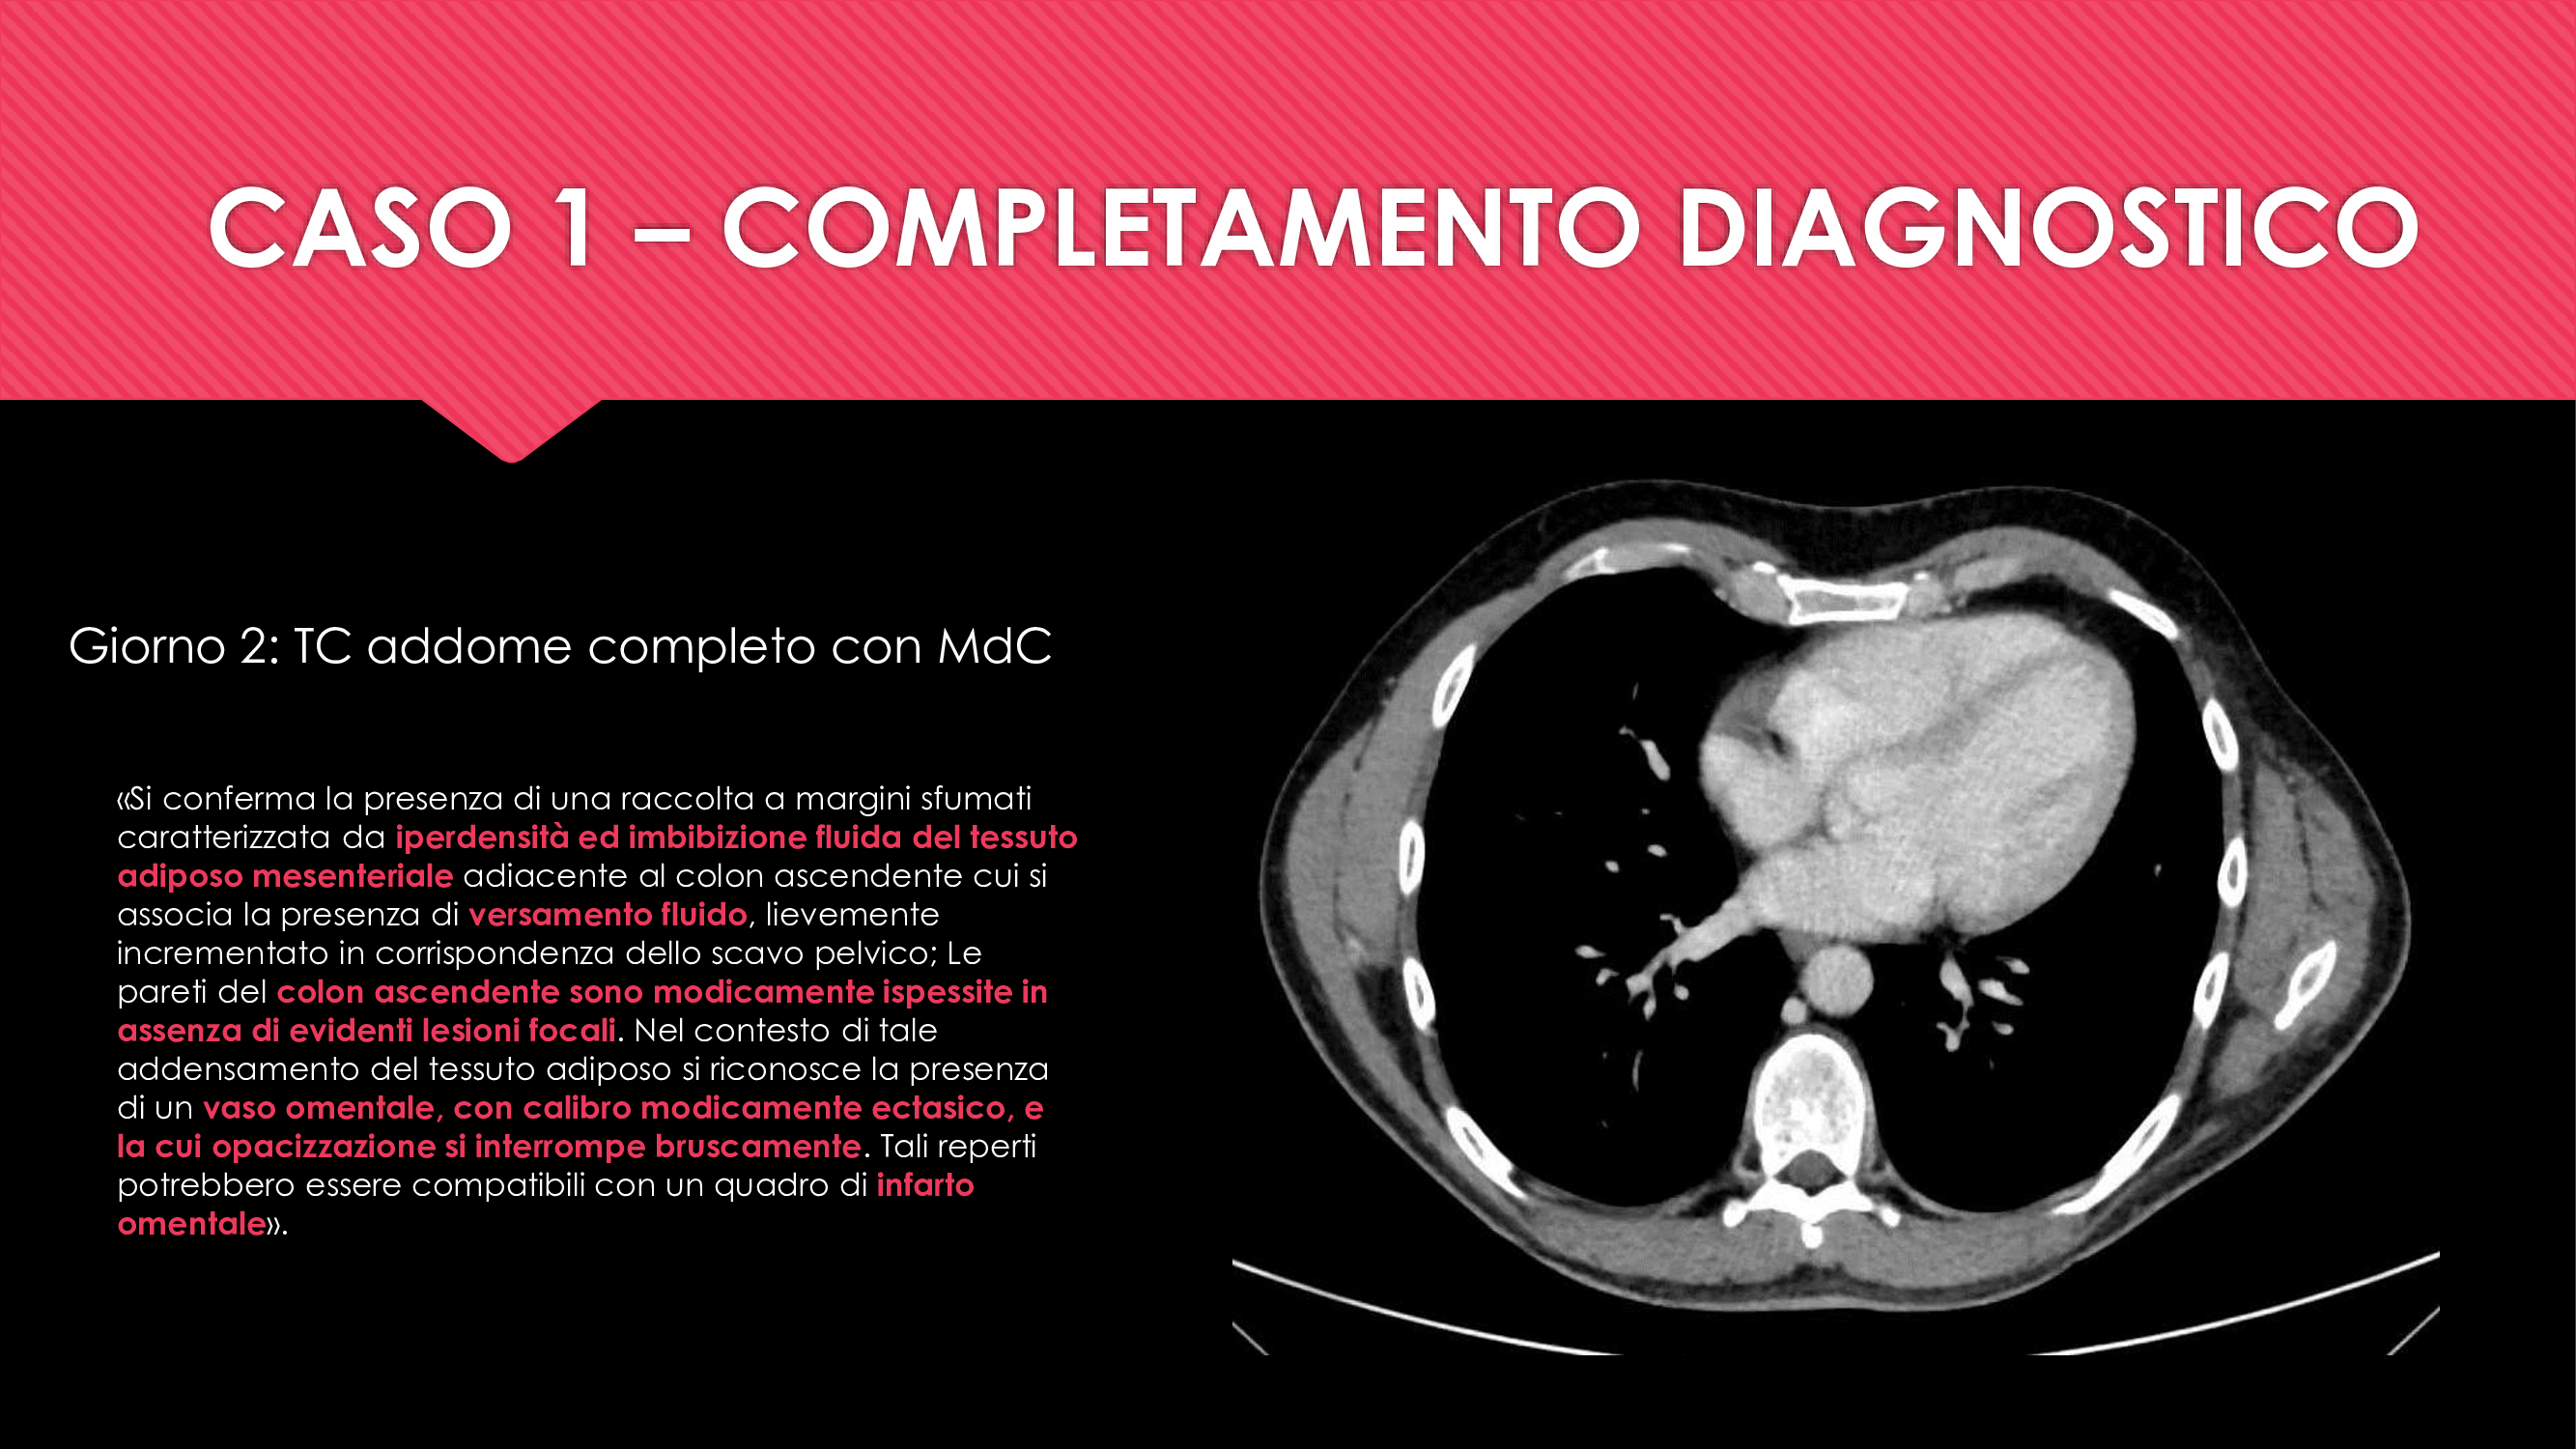 CASO 1 – COMPLETAMENTO DIAGNOSTICO
Giorno 2: TC addome completo con MdC
«Si conferma la presenza di una raccolta a margini sfumati
caratterizzata da iperdensità ed imbibizione fluida del tessuto
adiposo mesenteriale adiacente al colon ascendente cui si
associa la presenza di versamento fluido, lievemente
incrementato in corrispondenza dello scavo pelvico; Le
pareti del colon ascendente sono modicamente ispessite in
assenza di evidenti lesioni focali. Nel contesto di tale
addensamento del tessuto adiposo si riconosce la presenza
di un vaso omentale, con calibro modicamente ectasico, e
la cui opacizzazione si interrompe bruscamente. Tali reperti
potrebbero essere compatibili con un quadro di infarto
omentale».